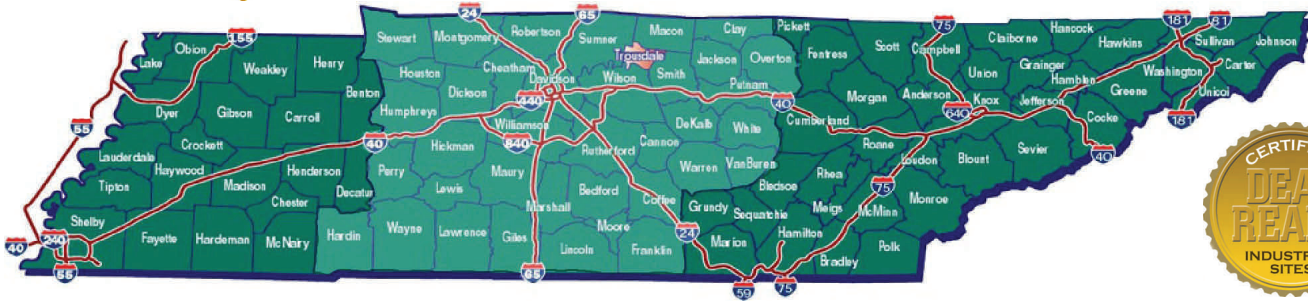 24
65
75
181
81
Stewart
Montgomery
Robertson
Sumner
Macon
Clay
Pickett
Fentress
Scott
Campbell
Claiborne
Hancock
Hawkins
Sullivan
Johnson
155
Obion
Lake
Weakley
Henry
Benton
Houston
Cheatham
Davidson
Trousdale
Wilson
Smith
Jackson
Overton
Putnam
Union
Grainger
Hamblen
Washington
Carter
Unicoi
Dyer
Gibson
Carroll
Humphreys
Dickson
440
40
Morgan
Anderson
640
Knox
Jefferson
Greene
Cocke
181
55
Crockett
Lauderdale
Haywood
40
Williamson
840
Hickman
Rutherford
Cannon
DeKalb
White
Cumberland
Roane
Loudon
Blount
Sevier
40
Tipton
Madison
Henderson
Decatur
Chester
Perry
Lewis
Maury
Bedford
Coffee
Warren
VanBuren
Bledsoe
Rhea
75
Meigs
McMinn
Monroe
Shelby
Fayette
Hardeman
McNairy
Hardin
Wayne
Lawrence
Giles
Marshall
Moore
Lincoln
Franklin
Grundy
Sequatchie
24
Marion
Hamilton
Bradley
Polk
40
240
55
65
59
75
INDUSTR
SITES